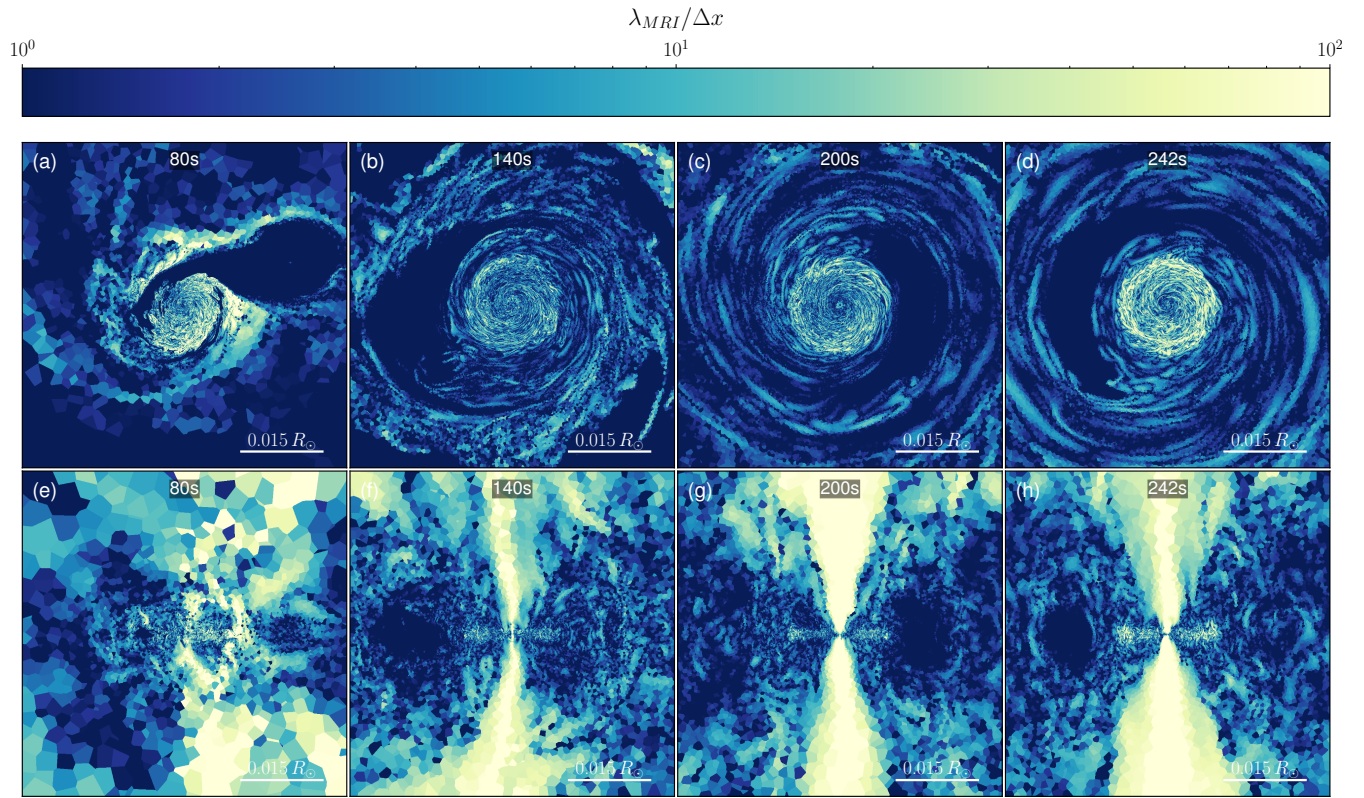 λ_MRI/Δx
10^0 10^1 10^2
(a) 80s (b) 140s (c) 200s (d) 242s
0.015 R_⊙ 0.015 R_⊙ 0.015 R_⊙ 0.015 R_⊙
(e) 80s (f) 140s (g) 200s (h) 242s
0.015 R_⊙ 0.015 R_⊙ 0.015 R_⊙ 0.015 R_⊙